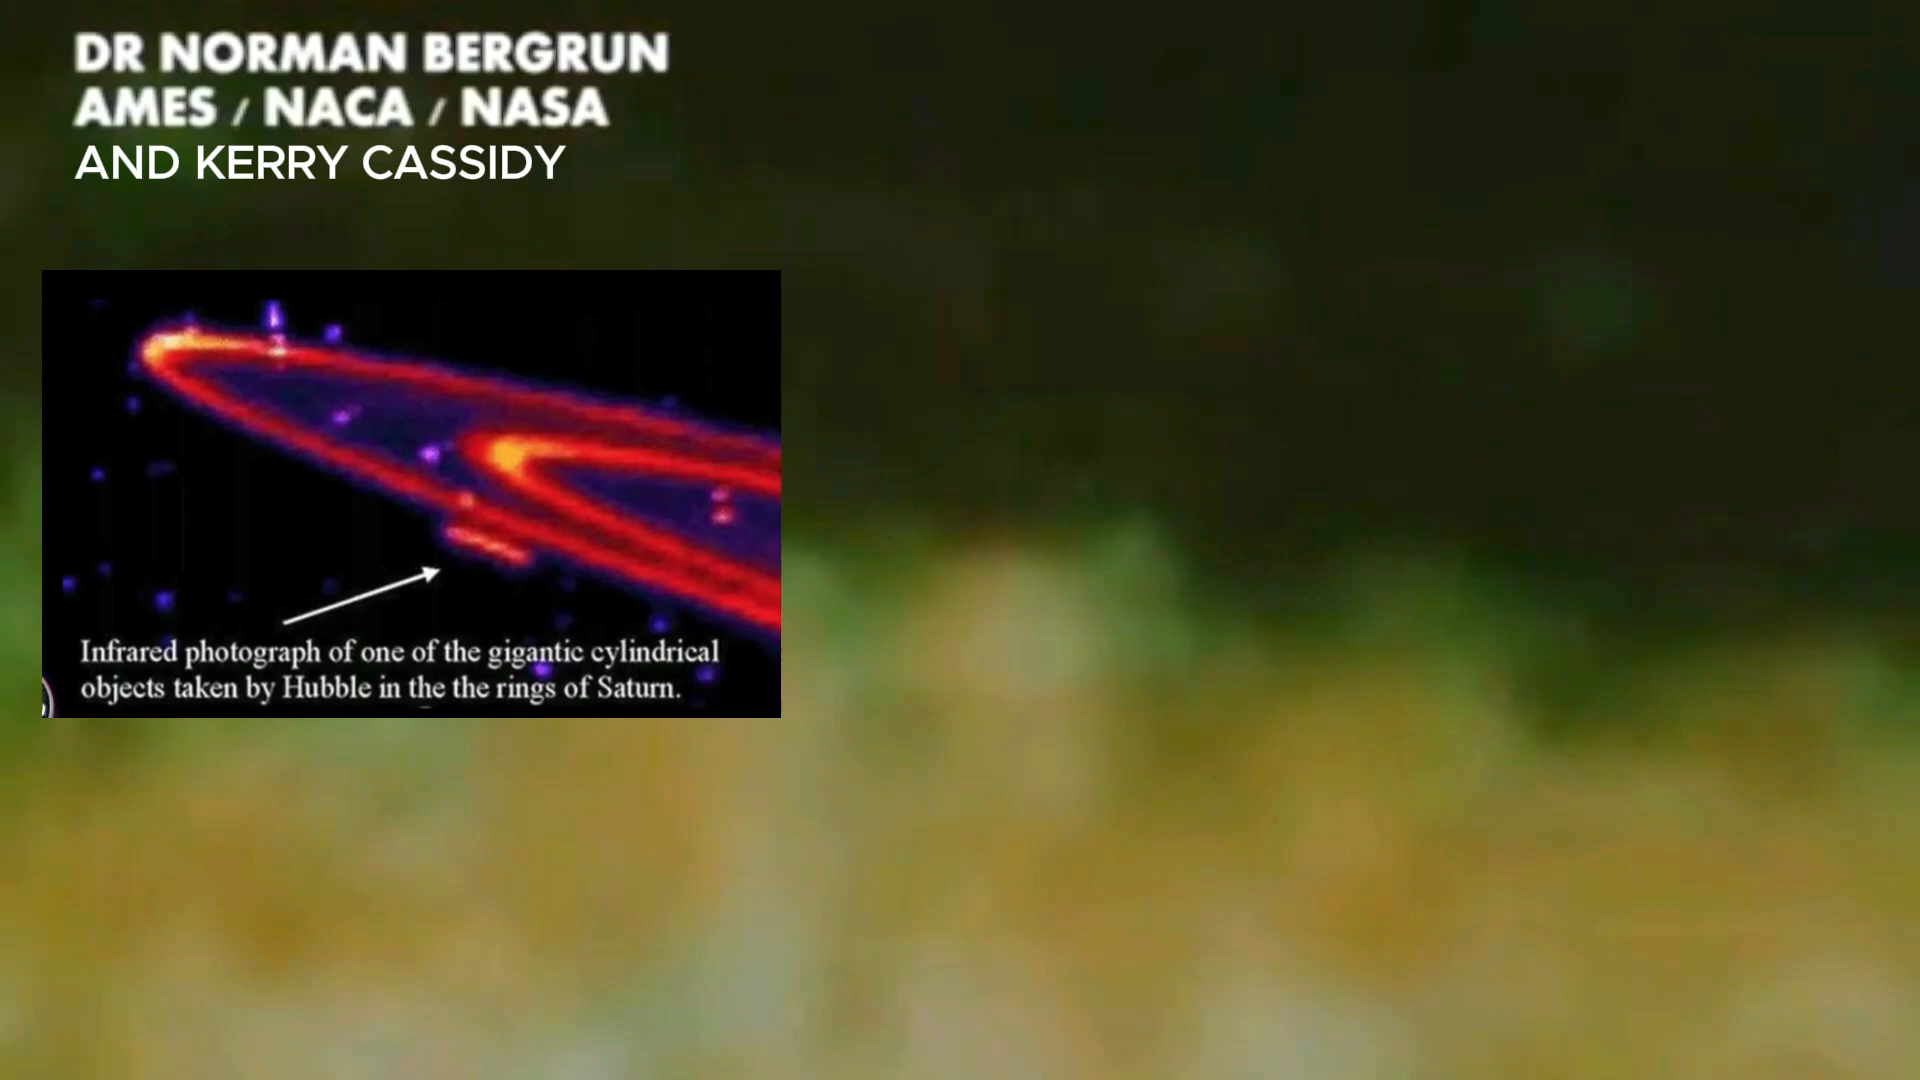 DR NORMAN BERGRUN
AMES / NACA / NASA
AND KERRY CASSIDY
Infrared photograph of one of the gigantic cylindrical
objects taken by Hubble in the the rings of Saturn.